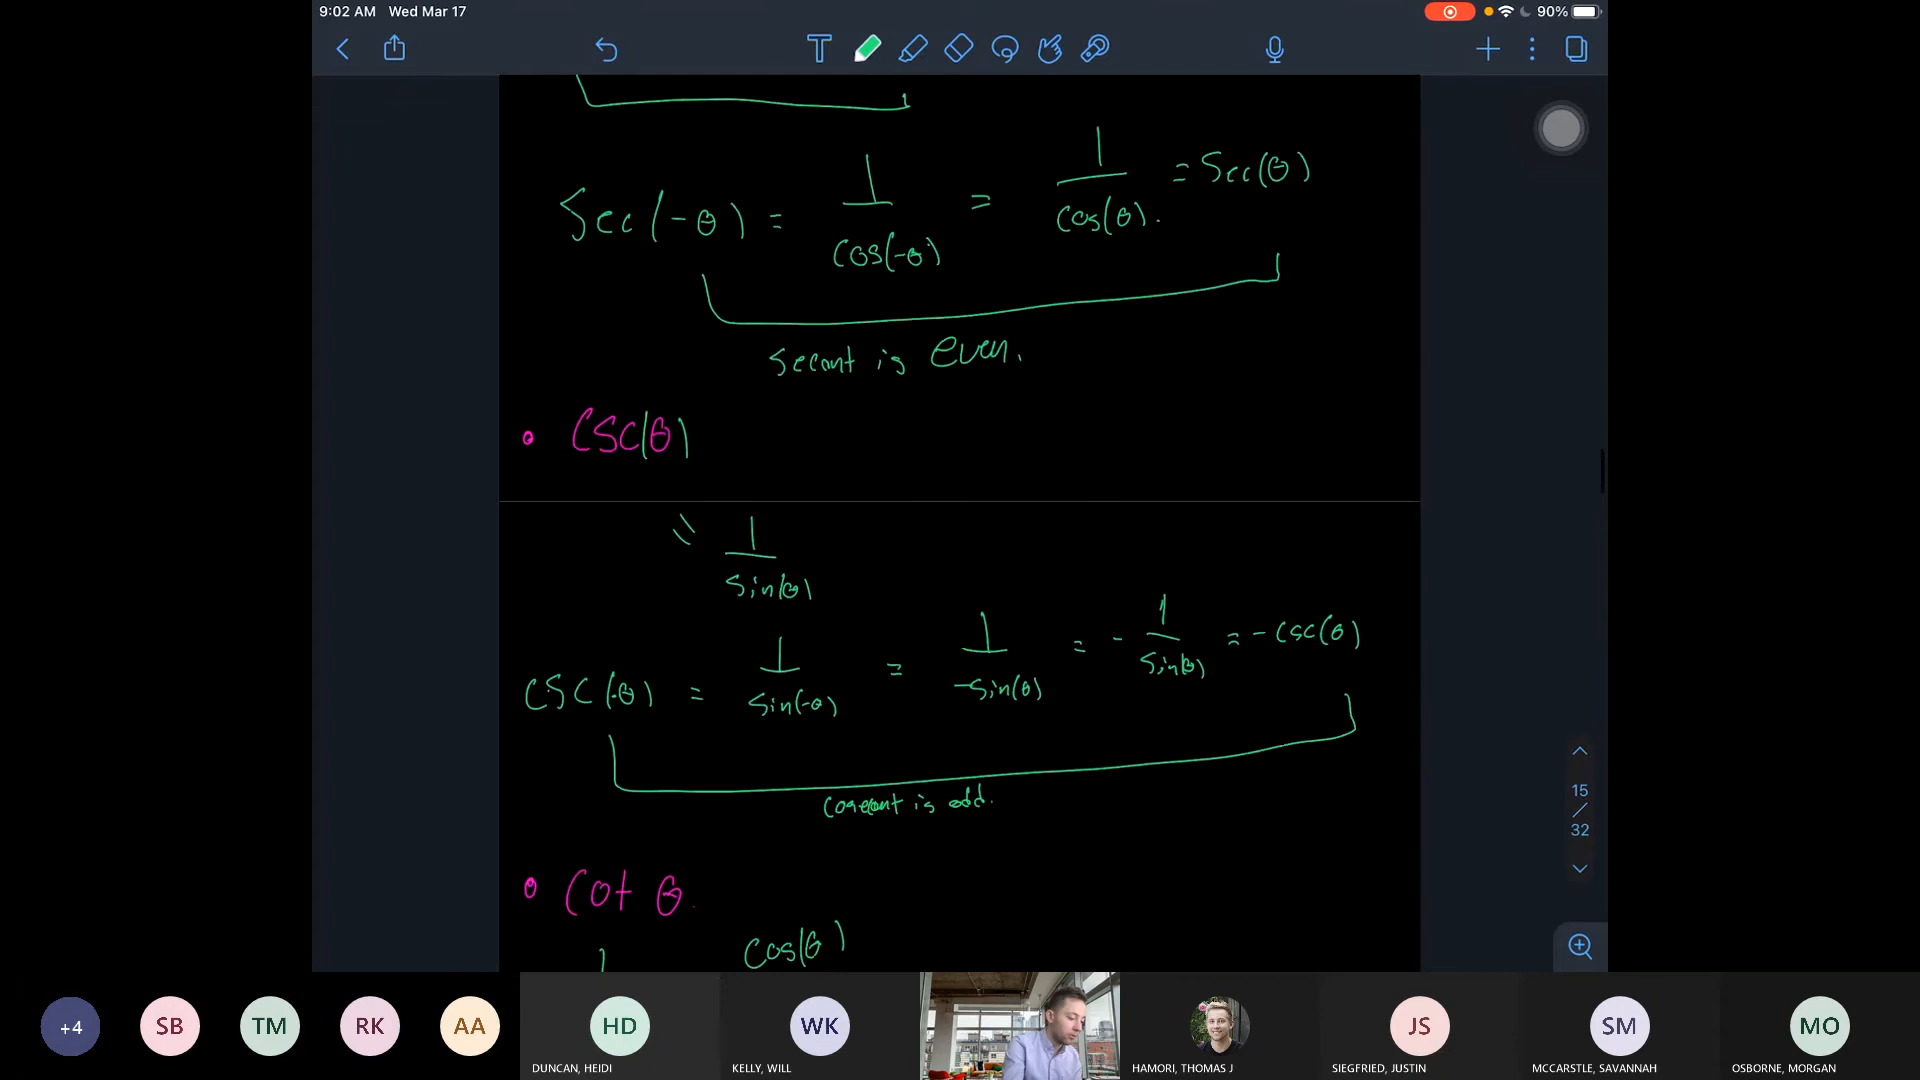 9:02 AM Wed Mar 17
90%
Sec(-θ) = 1/cos(-θ) = 1/cos(θ). = Sec(θ)
Secant is even.
• CSC(θ)
= 1/sin(θ)
CSC(-θ) = 1/sin(-θ) = 1/-sin(θ) = - 1/sin(θ) = -csc(θ)
Cosecant is odd.
15
/
32
• Cot θ.
1 cos(θ)
+4
SB
TM
RK
AA
HD
WK
JS
SM
MO
DUNCAN, HEIDI
KELLY, WILL
HAMORI, THOMAS J
SIEGFRIED, JUSTIN
MCCARSTLE, SAVANNAH
OSBORNE, MORGAN